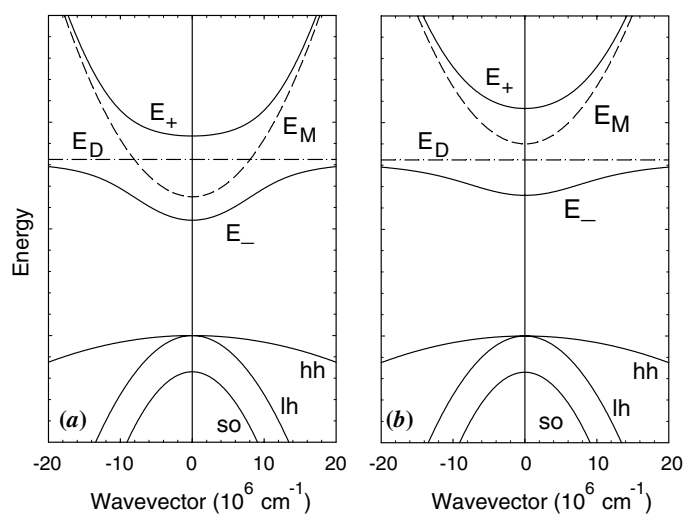 E+
ED
EM
E−
hh
lh
so
(a)
Energy
-20 -10 0 10 20
Wavevector (10⁶ cm⁻¹)
E+
ED
EM
E−
hh
lh
so
(b)
-20 -10 0 10 20
Wavevector (10⁶ cm⁻¹)